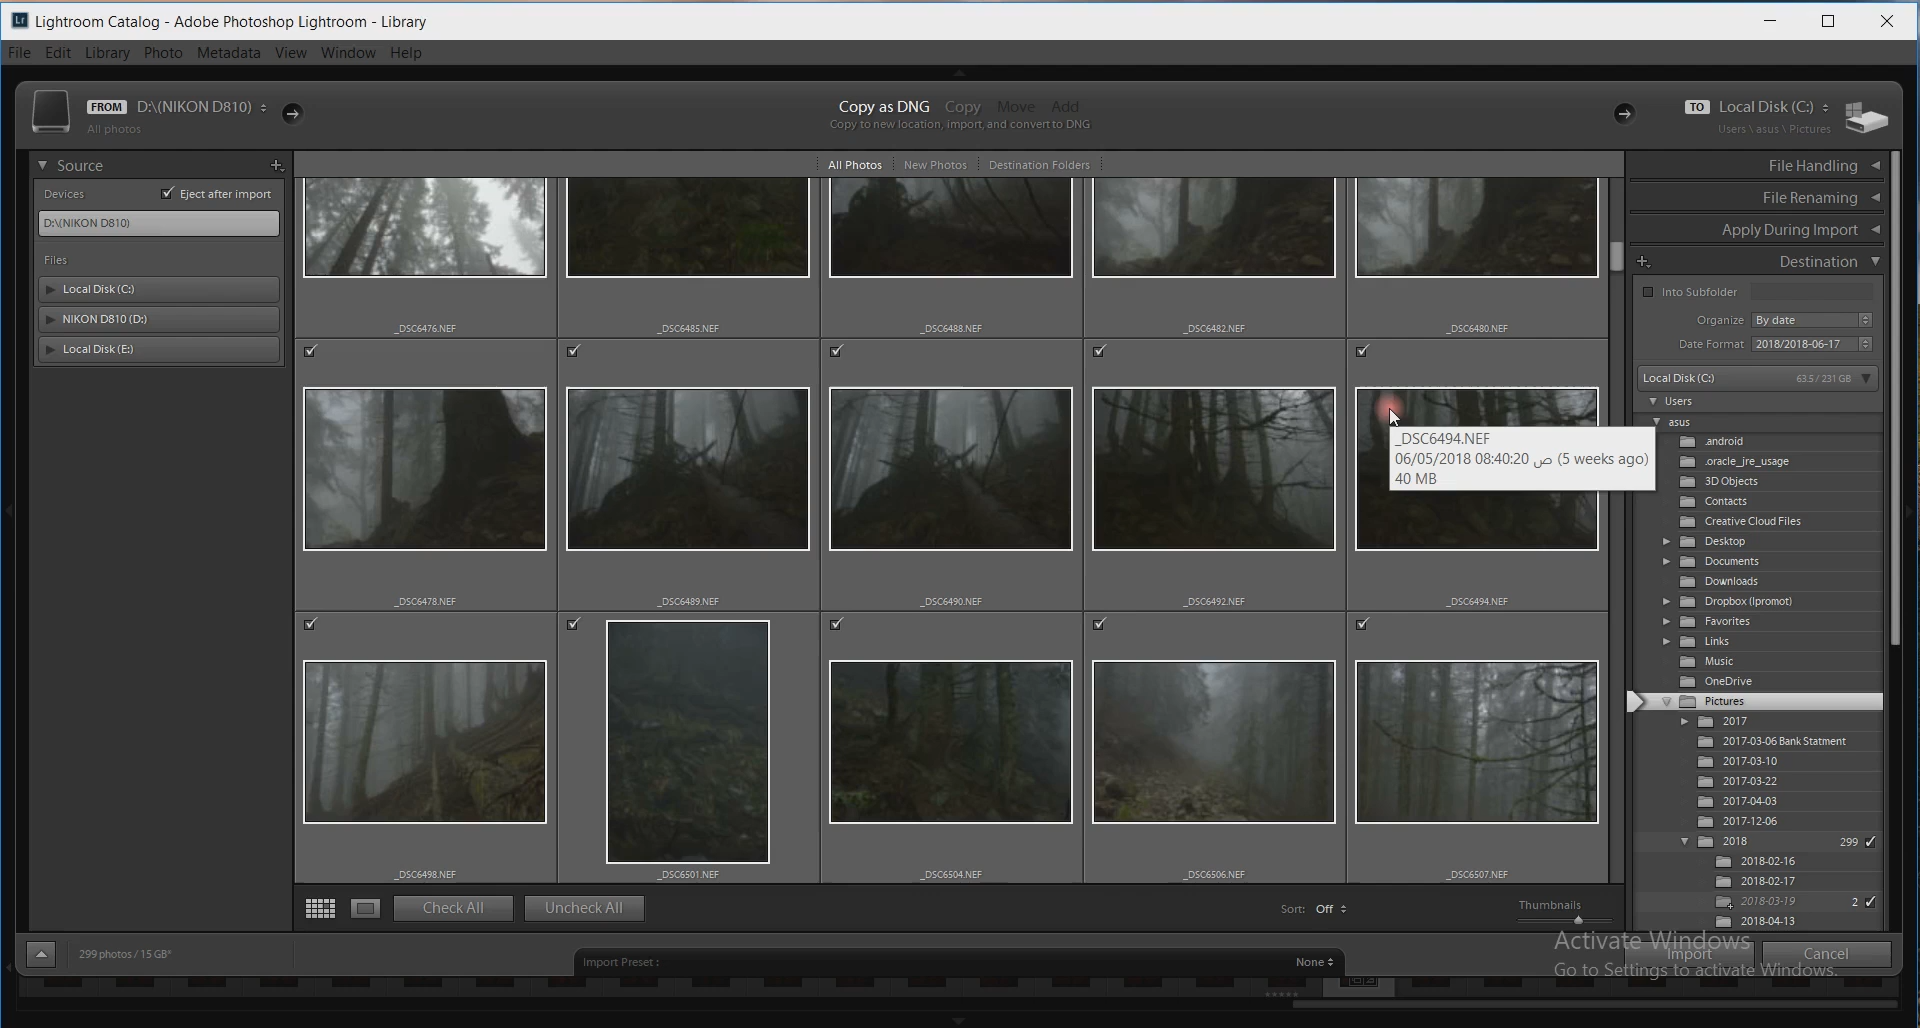 Lr Lightroom Catalog - Adobe Photoshop Lightroom - Library
File Edit Library Photo Metadata View Window Help
FROM D:\(NIKON D810)
All photos
Copy as DNG Copy Move Add
Copy to new location, import, and convert to DNG
TO Local Disk (C:)
Users \ asus \ Pictures
Source
Devices Eject after import
D:\(NIKON D810)
Files
Local Disk (C:)
NIKON D810 (D:)
Local Disk (E:)
All Photos New Photos Destination Folders
_DSC6476.NEF _DSC6485.NEF _DSC6488.NEF _DSC6482.NEF _DSC6480.NEF
_DSC6478.NEF _DSC6489.NEF _DSC6490.NEF _DSC6492.NEF _DSC6494.NEF
_DSC6494.NEF
06/05/2018 08:40:20 ص (5 weeks ago)
40 MB
_DSC6498.NEF _DSC6501.NEF _DSC6504.NEF _DSC6506.NEF _DSC6507.NEF
File Handling
File Renaming
Apply During Import
Destination
Into Subfolder
Organize By date
Date Format 2018/2018-06-17
Local Disk (C:) 63.5 / 231 GB
Users
asus
.android
.oracle_jre_usage
3D Objects
Contacts
Creative Cloud Files
Desktop
Documents
Downloads
Dropbox (Ipromot)
Favorites
Links
Music
OneDrive
Pictures
2017
2017-03-06 Bank Statment
2017-03-10
2017-03-22
2017-04-03
2017-12-06
2018 299
2018-02-16
2018-02-17
2018-03-19 2
2018-04-13
Check All Uncheck All
Sort: Off
Thumbnails
299 photos / 15 GB*
Import Preset : None
Import Cancel
Activate Windows
Go to Settings to activate Windows.